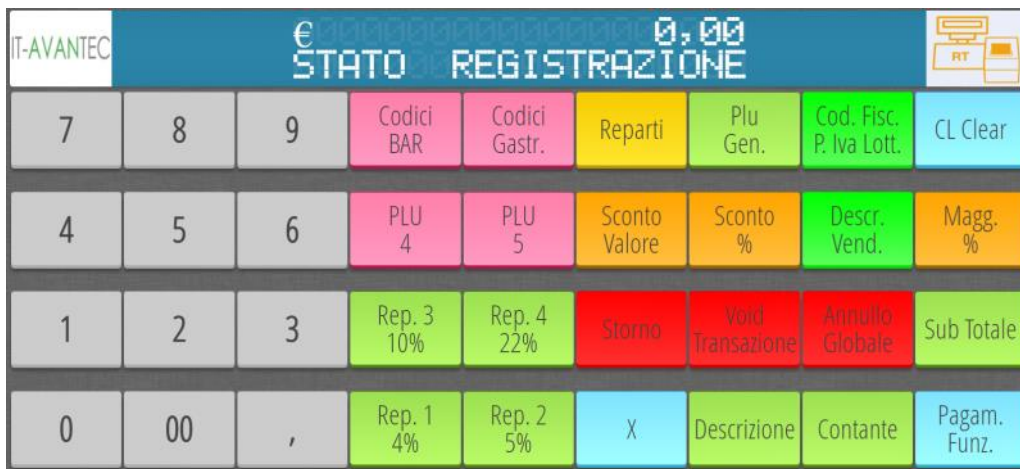 IT-AVANTEC
€ 0,00
STATO REGISTRAZIONE
RT
7 8 9 Codici BAR Codici Gastr. Reparti Plu Gen. Cod. Fisc. P. Iva Lott. CL Clear
4 5 6 PLU 4 PLU 5 Sconto Valore Sconto % Descr. Vend. Magg. %
1 2 3 Rep. 3 10% Rep. 4 22% Storno Void Transazione Annullo Globale Sub Totale
0 00 , Rep. 1 4% Rep. 2 5% X Descrizione Contante Pagam. Funz.